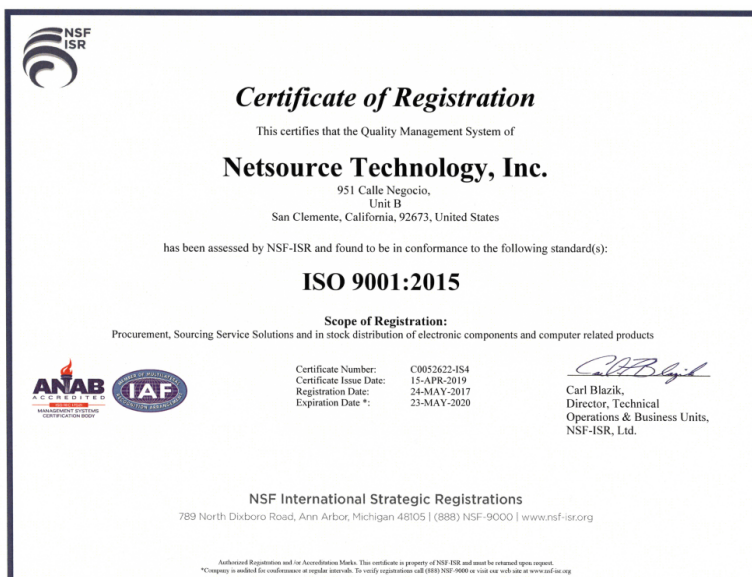 NSF
ISR
Certificate of Registration
This certifies that the Quality Management System of
Netsource Technology, Inc.
951 Calle Negocio,
Unit B
San Clemente, California, 92673, United States
has been assessed by NSF-ISR and found to be in conformance to the following standard(s):
ISO 9001:2015
Scope of Registration:
Procurement, Sourcing Service Solutions and in stock distribution of electronic components and computer related products
ANAB
ACCREDITED
MANAGEMENT SYSTEMS
CERTIFICATION BODY
MEMBER OF MULTILATERAL
IAF
RECOGNITION ARRANGEMENT
Certificate Number: C0052622-IS4
Certificate Issue Date: 15-APR-2019
Registration Date: 24-MAY-2017
Expiration Date *: 23-MAY-2020
Carl Blazik,
Director, Technical
Operations & Business Units,
NSF-ISR, Ltd.
NSF International Strategic Registrations
789 North Dixboro Road, Ann Arbor, Michigan 48105 | (888) NSF-9000 | www.nsf-isr.org
Authorized Registration and /or Accreditation Marks. This certificate is property of NSF-ISR and must be returned upon request.
*Company is audited for conformance at regular intervals. To verify registrations call (888) NSF-9000 or visit our web site at www.nsf-isr.org